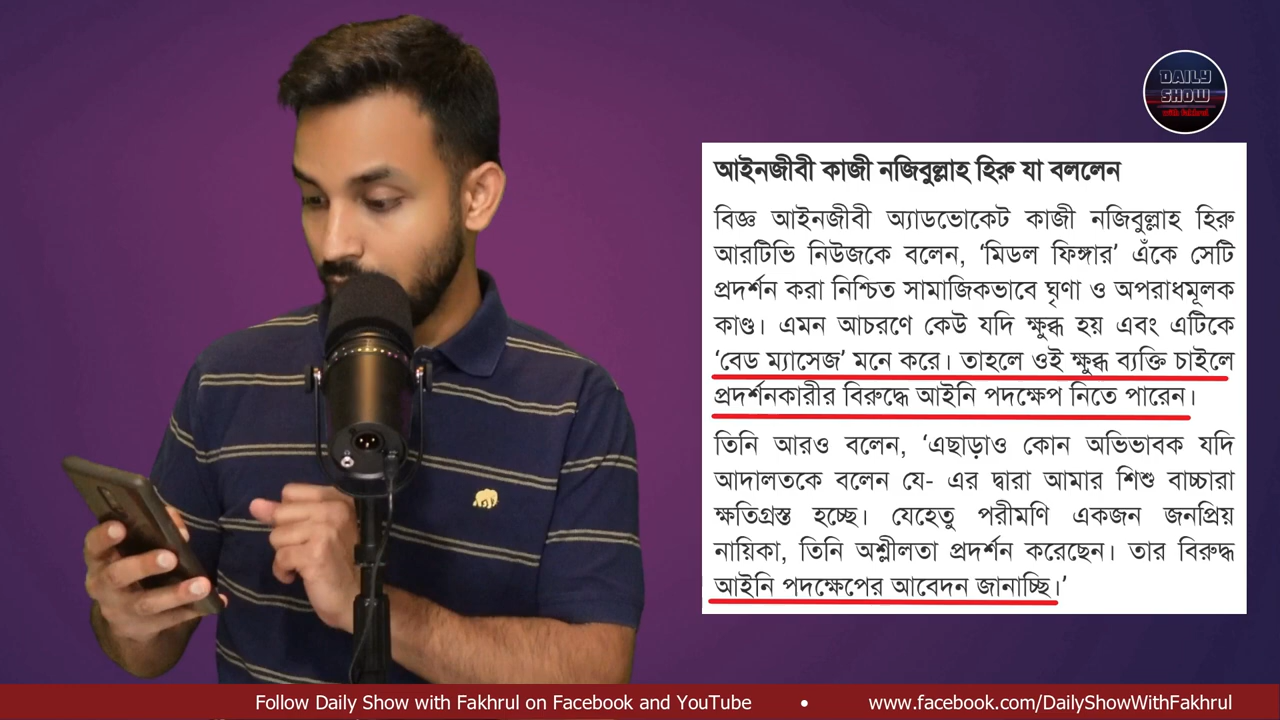 DAILY
SHOW
with Fakhrul
আইনজীবী কাজী নজিবুল্লাহ হিরু যা বললেন
বিজ্ঞ আইনজীবী অ্যাডভোকেট কাজী নজিবুল্লাহ হিরু
আরটিভি নিউজকে বলেন, ‘মিডল ফিঙ্গার’ এঁকে সেটি
প্রদর্শন করা নিশ্চিত সামাজিকভাবে ঘৃণা ও অপরাধমূলক
কাণ্ড। এমন আচরণে কেউ যদি ক্ষুব্ধ হয় এবং এটিকে
‘বেড ম্যাসেজ’ মনে করে। তাহলে ওই ক্ষুব্ধ ব্যক্তি চাইলে
প্রদর্শনকারীর বিরুদ্ধে আইনি পদক্ষেপ নিতে পারেন।
তিনি আরও বলেন, ‘এছাড়াও কোন অভিভাবক যদি
আদালতকে বলেন যে- এর দ্বারা আমার শিশু বাচ্চারা
ক্ষতিগ্রস্ত হচ্ছে। যেহেতু পরীমণি একজন জনপ্রিয়
নায়িকা, তিনি অশ্লীলতা প্রদর্শন করেছেন। তার বিরুদ্ধ
আইনি পদক্ষেপের আবেদন জানাচ্ছি।’
Follow Daily Show with Fakhrul on Facebook and YouTube • www.facebook.com/DailyShowWithFakhrul